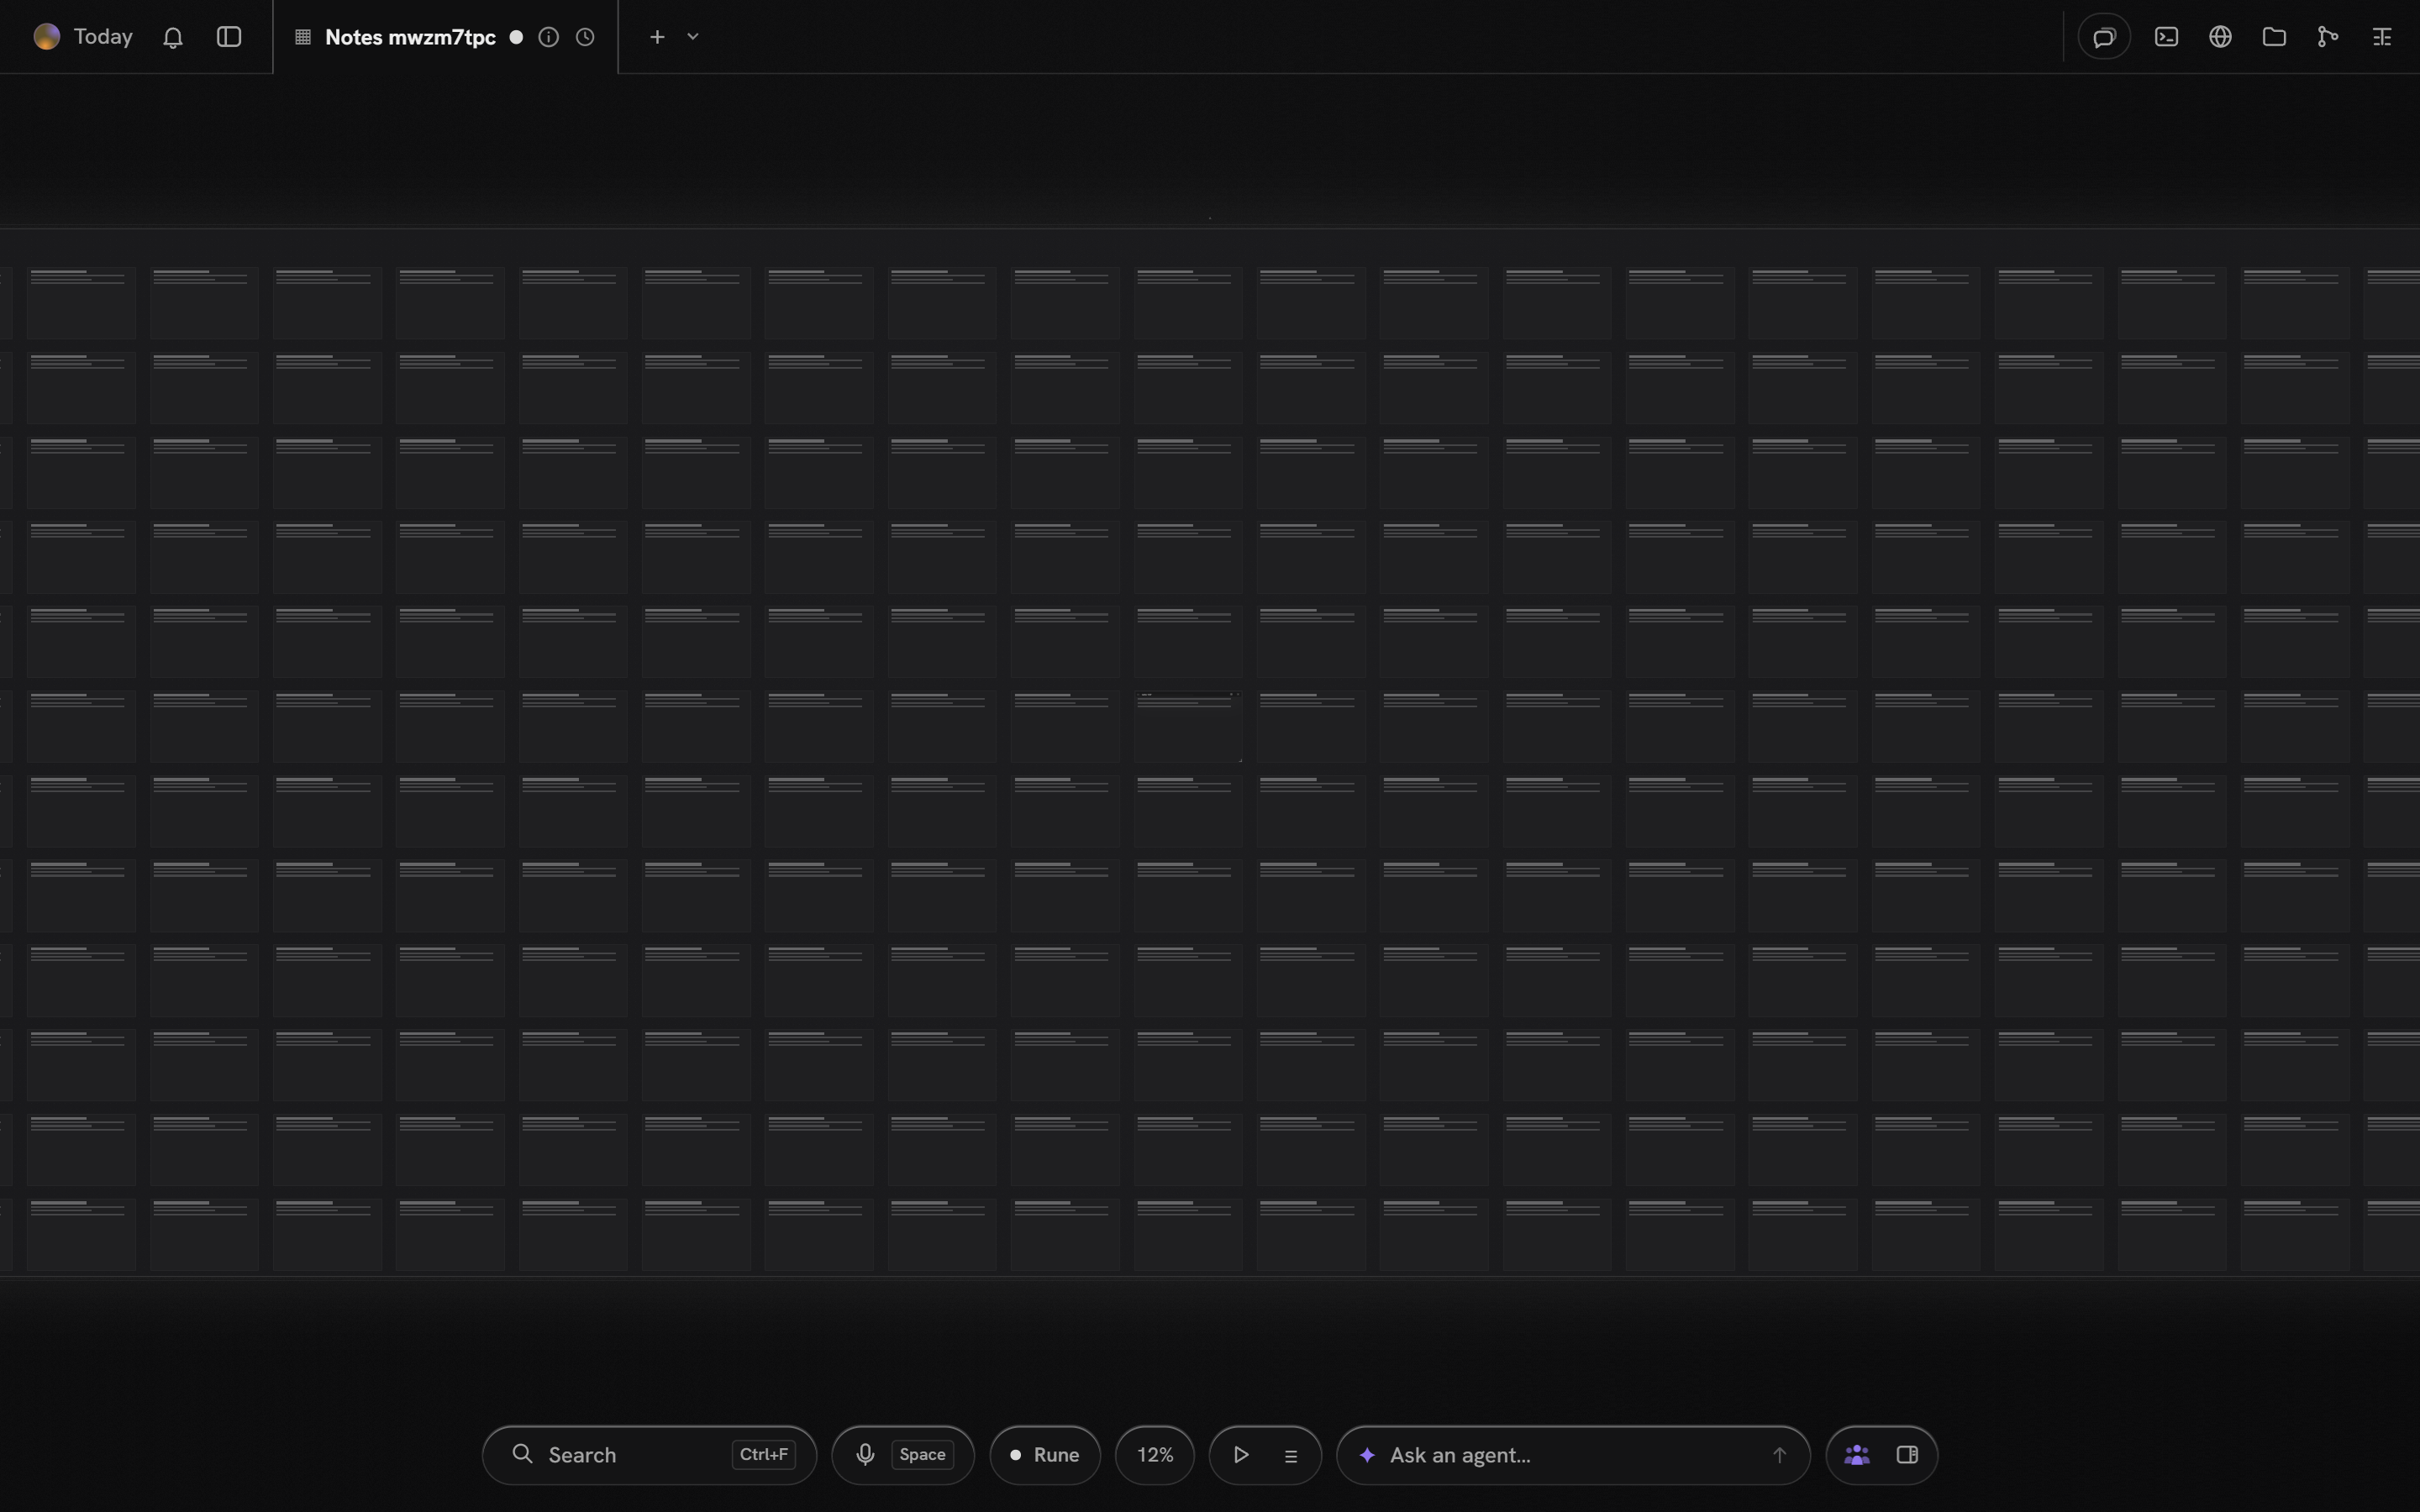 Today
Notes mwzm7tpc
Search Ctrl+F
Space
Rune
12%
Ask an agent...